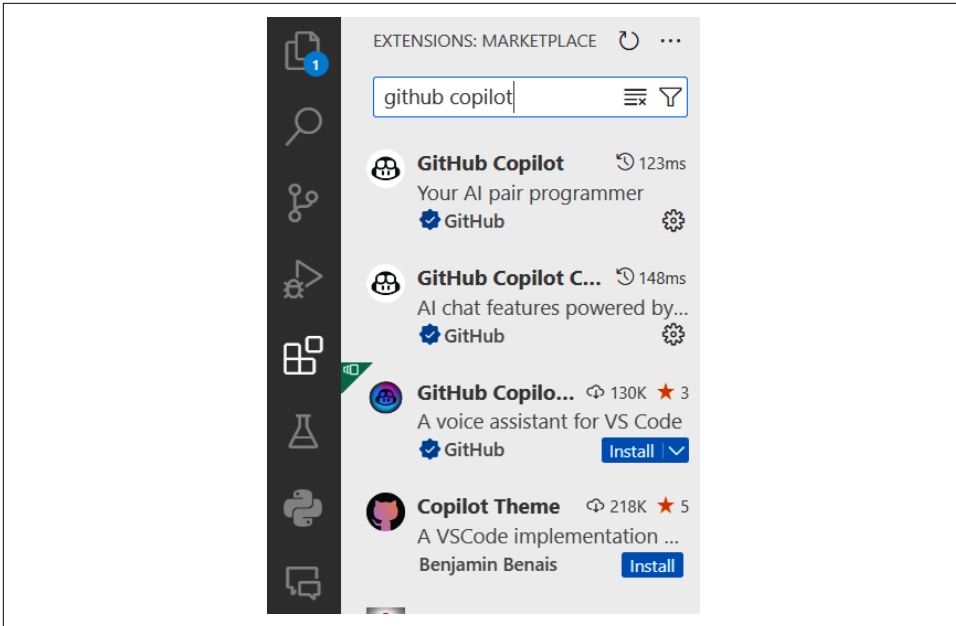 EXTENSIONS: MARKETPLACE
1
github copilot
GitHub Copilot 123ms
Your AI pair programmer
GitHub
GitHub Copilot C... 148ms
AI chat features powered by...
GitHub
GitHub Copilo... 130K ★ 3
A voice assistant for VS Code
GitHub Install
Copilot Theme 218K ★ 5
A VSCode implementation ...
Benjamin Benais Install